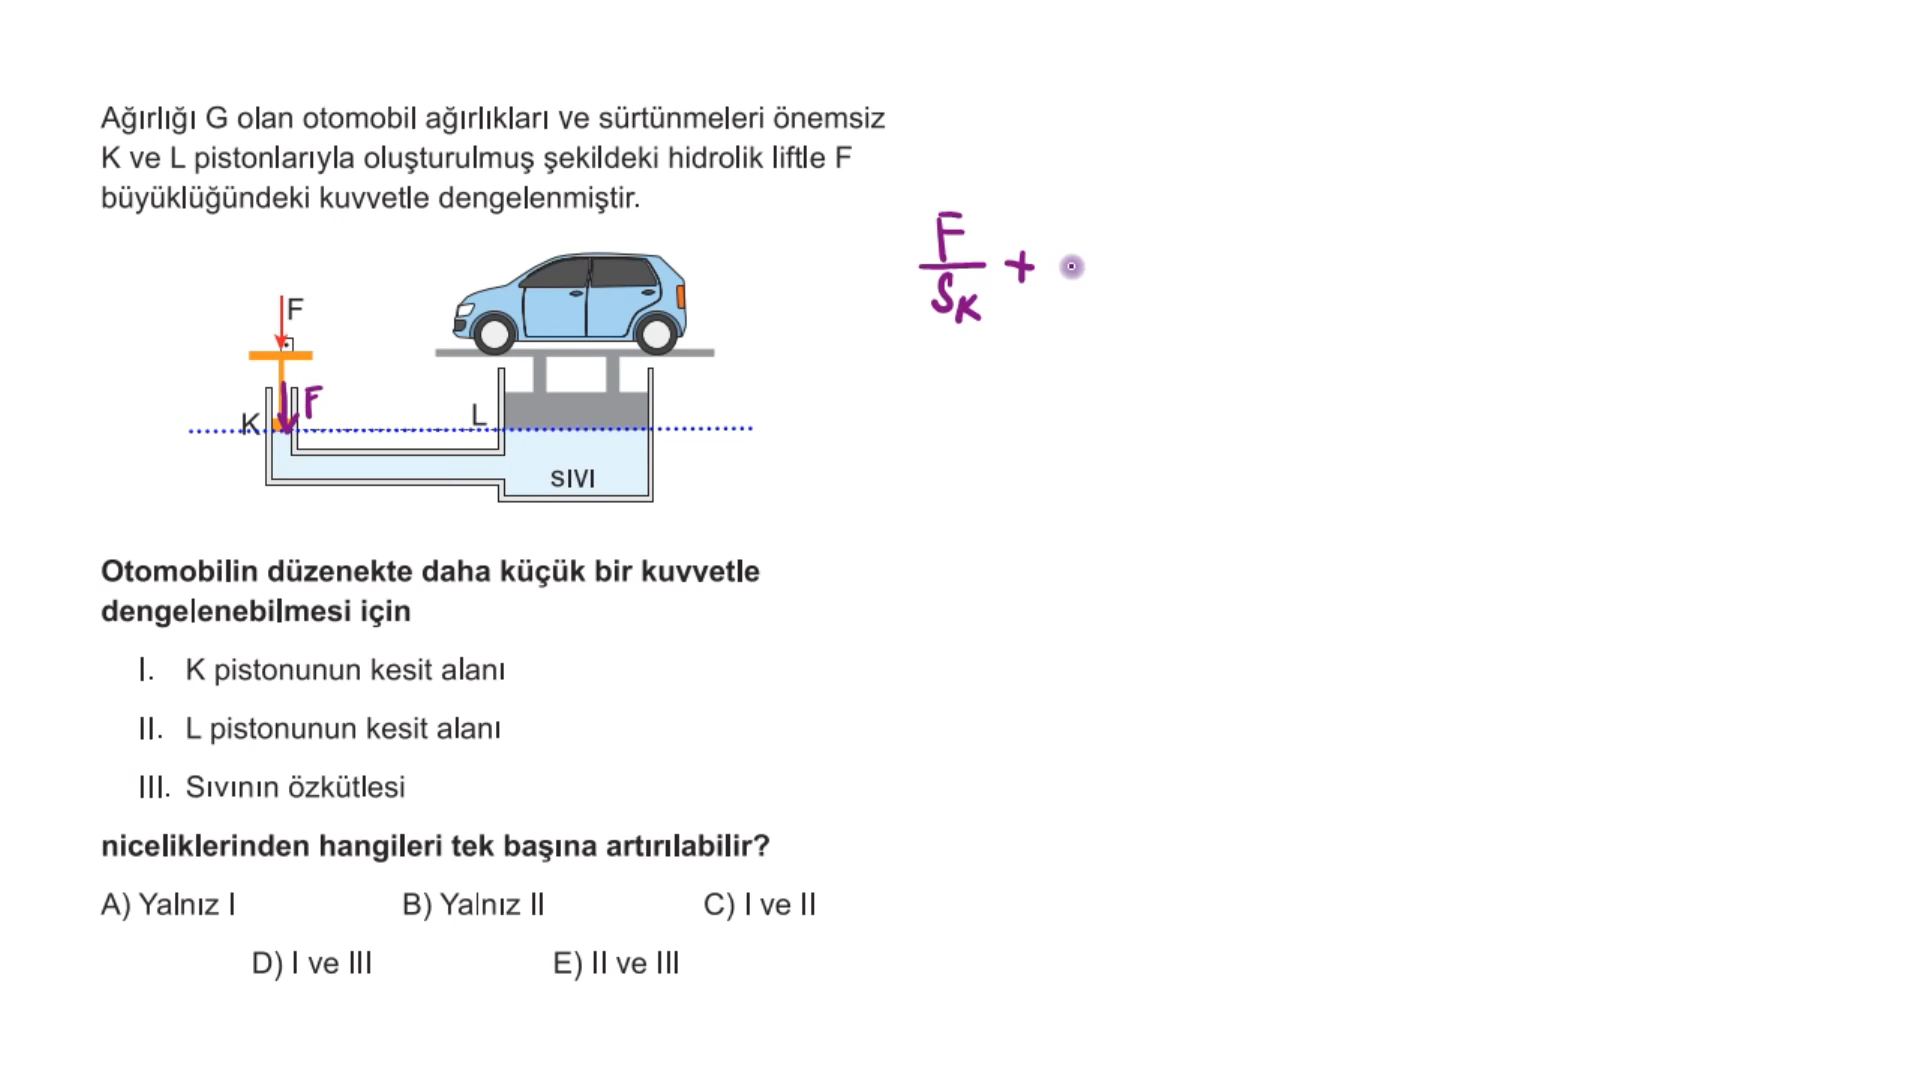 Ağırlığı G olan otomobil ağırlıkları ve sürtünmeleri önemsiz
K ve L pistonlarıyla oluşturulmuş şekildeki hidrolik liftle F
büyüklüğündeki kuvvetle dengelenmiştir.
F
F
K
L
SIVI
F
S_K +
Otomobilin düzenekte daha küçük bir kuvvetle
dengelenebilmesi için
I. K pistonunun kesit alanı
II. L pistonunun kesit alanı
III. Sıvının özkütlesi
niceliklerinden hangileri tek başına artırılabilir?
A) Yalnız I B) Yalnız II C) I ve II
D) I ve III E) II ve III